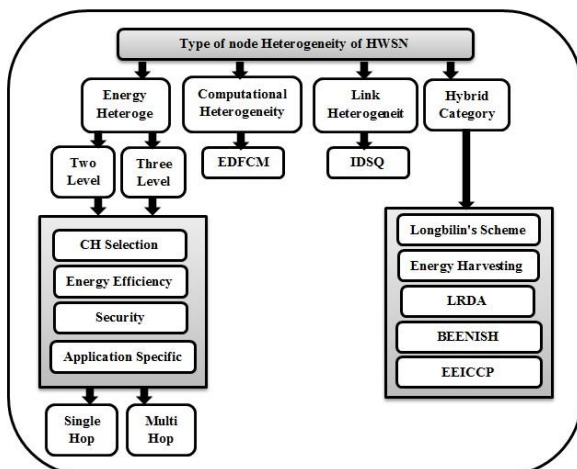 Type of node Heterogeneity of HWSN
Energy
Heteroge
Computational
Heterogeneity
Link
Heterogeneit
Hybrid
Category
Two
Level
Three
Level
EDFCM
IDSQ
CH Selection
Energy Efficiency
Security
Application Specific
Longbilin's Scheme
Energy Harvesting
LRDA
BEENISH
EEICCP
Single
Hop
Multi
Hop